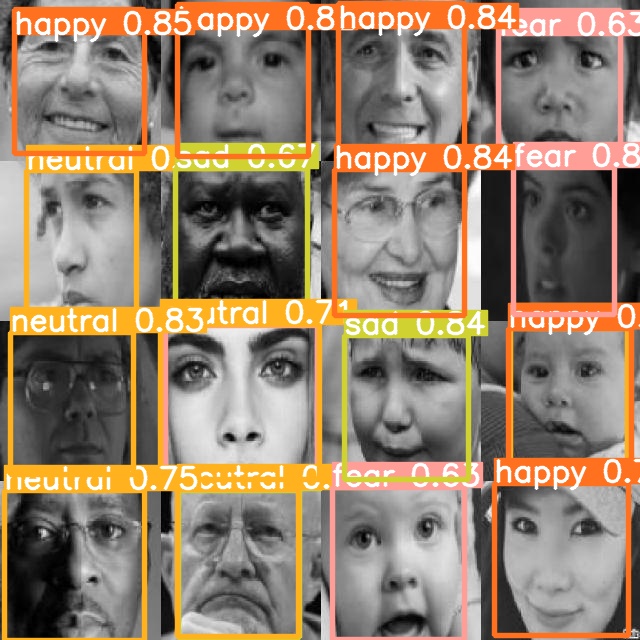 happy 0.85
appy 0.8
happy 0.84
fear 0.63
neutral 0.
sad 0.67
happy 0.84
fear 0.8
neutral 0.83
utral 0.71
sad 0.84
happy 0.
neutral 0.75
eutral 0.
fear 0.63
happy 0.7